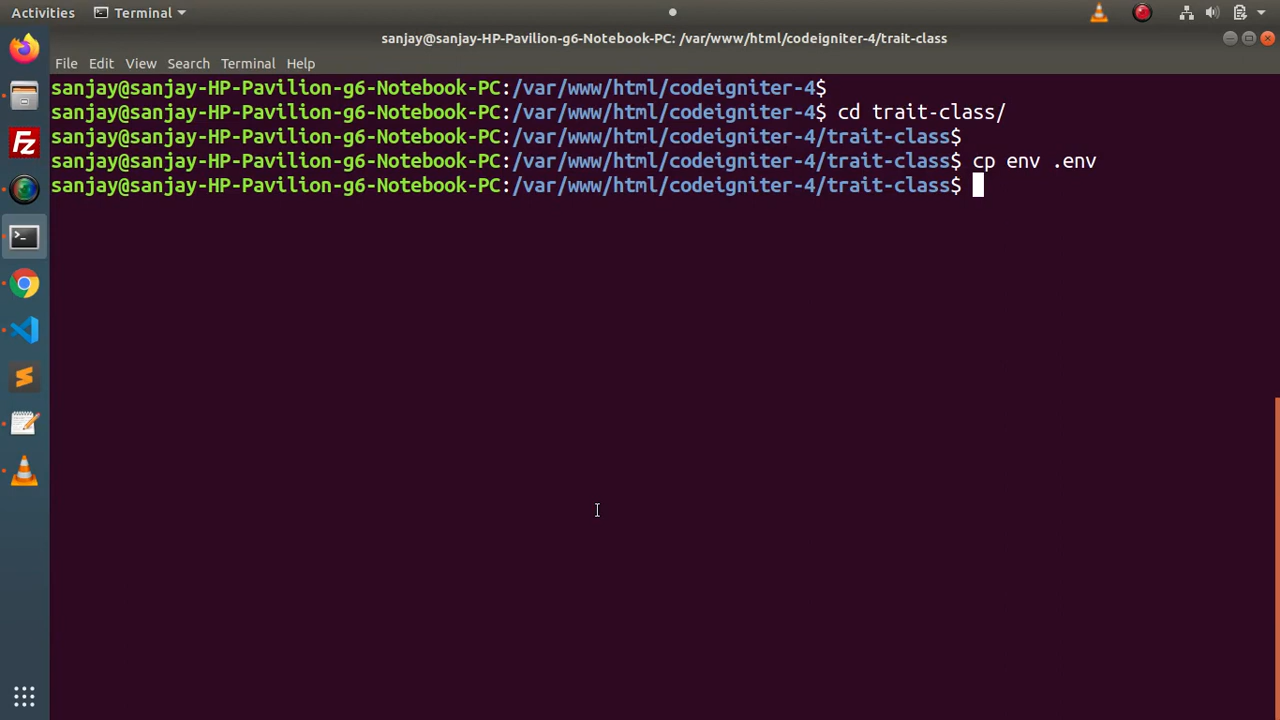 Activities Terminal
sanjay@sanjay-HP-Pavilion-g6-Notebook-PC: /var/www/html/codeigniter-4/trait-class
File Edit View Search Terminal Help
sanjay@sanjay-HP-Pavilion-g6-Notebook-PC:/var/www/html/codeigniter-4$
sanjay@sanjay-HP-Pavilion-g6-Notebook-PC:/var/www/html/codeigniter-4$ cd trait-class/
sanjay@sanjay-HP-Pavilion-g6-Notebook-PC:/var/www/html/codeigniter-4/trait-class$
sanjay@sanjay-HP-Pavilion-g6-Notebook-PC:/var/www/html/codeigniter-4/trait-class$ cp env .env
sanjay@sanjay-HP-Pavilion-g6-Notebook-PC:/var/www/html/codeigniter-4/trait-class$